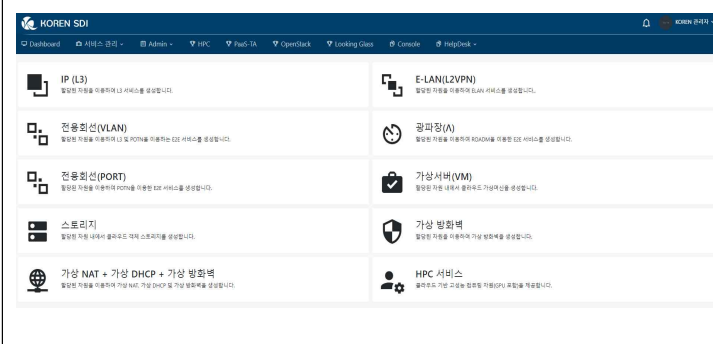 KOREN SDI
KOREN 관리자
Dashboard 서비스 관리 Admin HPC PaaS-TA OpenStack Looking Glass Console HelpDesk
IP (L3)
할당된 자원을 이용하여 L3 서비스를 생성합니다.
E-LAN(L2VPN)
할당된 자원을 이용하여 ELAN 서비스를 생성합니다.
전용회선(VLAN)
할당된 자원을 이용하여 L3 및 POTN을 이용하는 E2E 서비스를 생성합니다.
광파장(Λ)
할당된 자원을 이용하여 ROADM을 이용한 E2E 서비스를 생성합니다.
전용회선(PORT)
할당된 자원을 이용하여 POTN을 이용한 E2E 서비스를 생성합니다.
가상서버(VM)
할당된 자원 내에서 클라우드 가상머신을 생성합니다.
스토리지
할당된 자원 내에서 클라우드 객체 스토리지를 생성합니다.
가상 방화벽
할당된 자원을 이용하여 가상 방화벽을 생성합니다.
가상 NAT + 가상 DHCP + 가상 방화벽
할당된 자원을 이용하여 가상 NAT, 가상 DHCP 및 가상 방화벽을 생성합니다.
HPC 서비스
클라우드 기반 고성능 컴퓨팅 자원(GPU 포함)을 제공합니다.